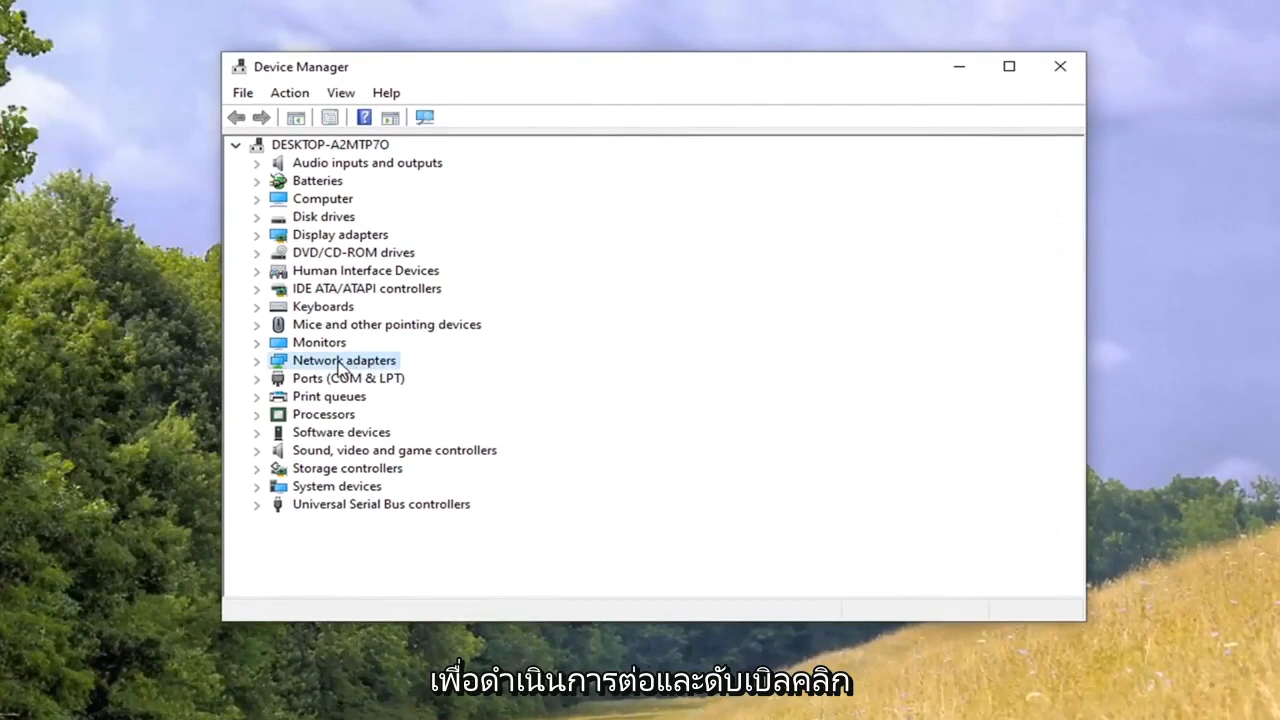 Device Manager
File Action View Help
DESKTOP-A2MTP7O
Audio inputs and outputs
Batteries
Computer
Disk drives
Display adapters
DVD/CD-ROM drives
Human Interface Devices
IDE ATA/ATAPI controllers
Keyboards
Mice and other pointing devices
Monitors
Network adapters
Ports (COM & LPT)
Print queues
Processors
Software devices
Sound, video and game controllers
Storage controllers
System devices
Universal Serial Bus controllers
เพื่อดำเนินการต่อและดับเบิลคลิก